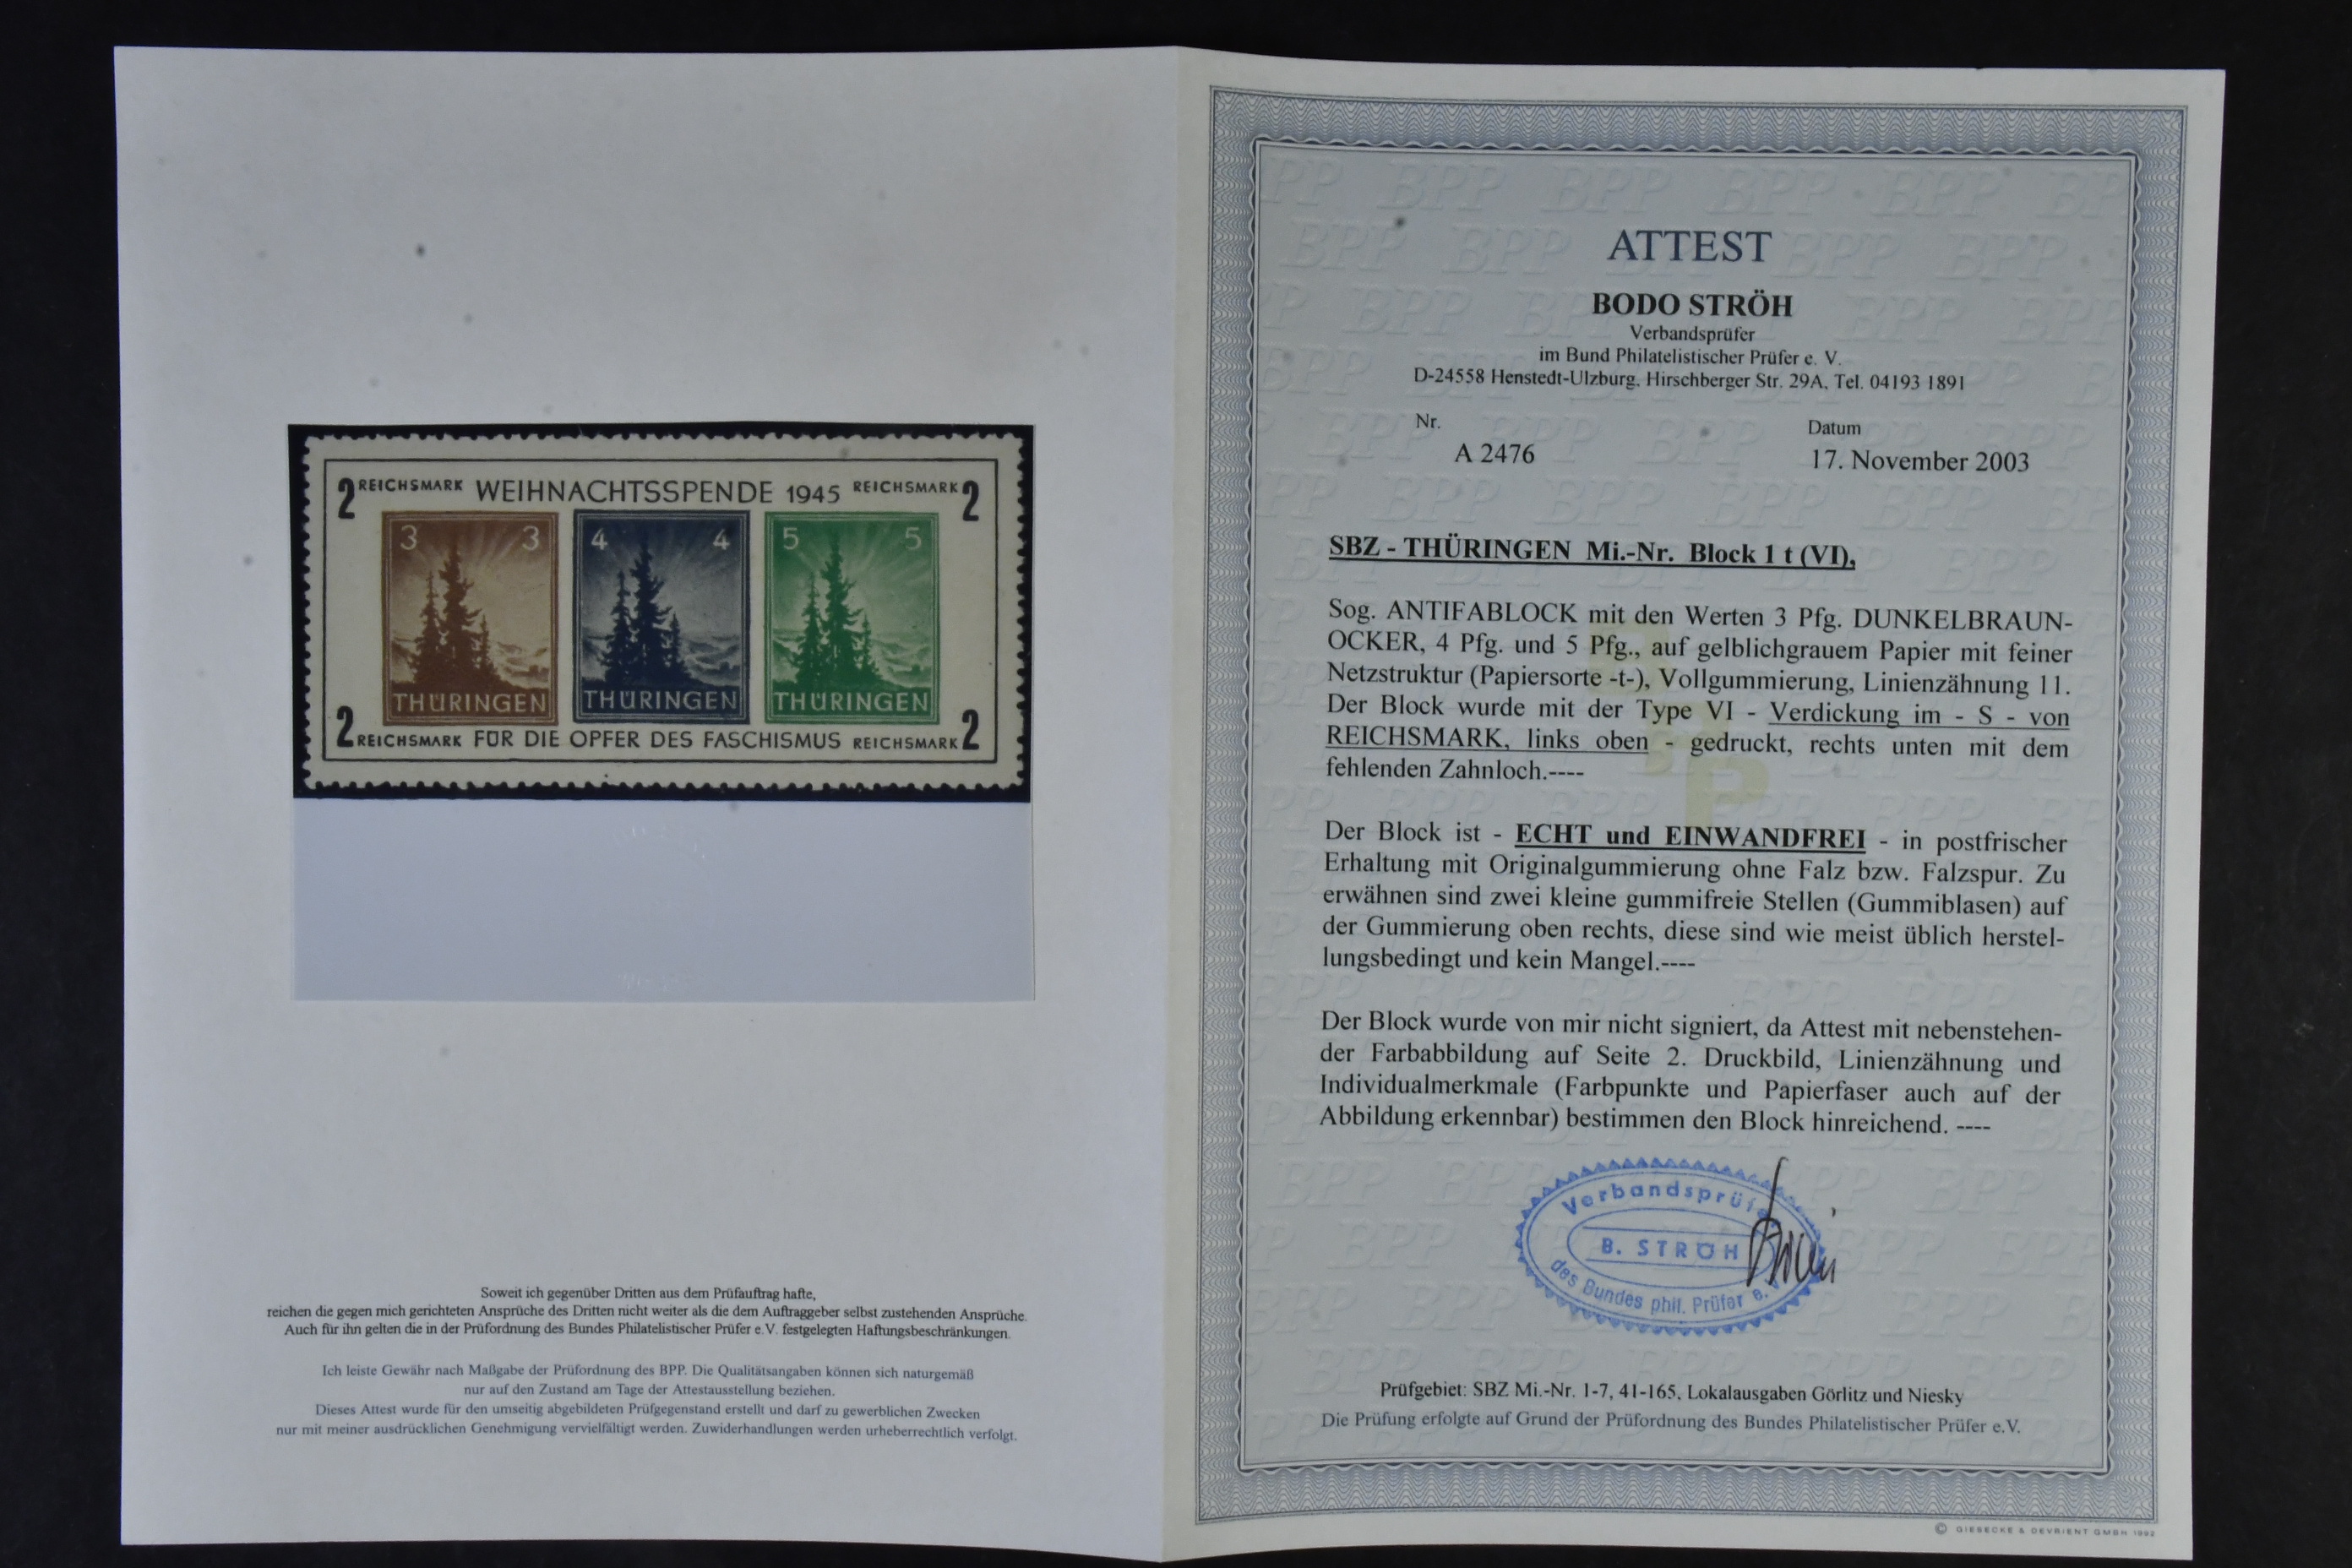 2 REICHSMARK WEIHNACHTSSPENDE 1945 REICHSMARK 2
3 3 4 4 5 5
THÜRINGEN THÜRINGEN THÜRINGEN
2 REICHSMARK FÜR DIE OPFER DES FASCHISMUS REICHSMARK 2
Soweit ich gegenüber Dritten aus dem Prüfauftrag hafte,
reichen die gegen mich gerichteten Ansprüche des Dritten nicht weiter als die dem Auftraggeber selbst zustehenden Ansprüche.
Auch für ihn gelten die in der Prüfordnung des Bundes Philatelistischer Prüfer e.V. festgelegten Haftungsbeschränkungen.
Ich leiste Gewähr nach Maßgabe der Prüfordnung des BPP. Die Qualitätsangaben können sich naturgemäß
nur auf den Zustand am Tage der Attestausstellung beziehen.
Dieses Attest wurde für den umseitig abgebildeten Prüfgegenstand erstellt und darf zu gewerblichen Zwecken
nur mit meiner ausdrücklichen Genehmigung vervielfältigt werden. Zuwiderhandlungen werden urheberrechtlich verfolgt.
ATTEST
BODO STRÖH
Verbandsprüfer
im Bund Philatelistischer Prüfer e. V.
D-24558 Henstedt-Ulzburg, Hirschberger Str. 29A, Tel. 04193 1891
Nr. Datum
A 2476 17. November 2003
SBZ - THÜRINGEN Mi.-Nr. Block 1 t (VI),
Sog. ANTIFABLOCK mit den Werten 3 Pfg. DUNKELBRAUN-
OCKER, 4 Pfg. und 5 Pfg., auf gelblichgrauem Papier mit feiner
Netzstruktur (Papiersorte -t-), Vollgummierung, Linienzähnung 11.
Der Block wurde mit der Type VI - Verdickung im - S - von
REICHSMARK, links oben - gedruckt, rechts unten mit dem
fehlenden Zahnloch.----
Der Block ist - ECHT und EINWANDFREI - in postfrischer
Erhaltung mit Originalgummierung ohne Falz bzw. Falzspur. Zu
erwähnen sind zwei kleine gummifreie Stellen (Gummiblasen) auf
der Gummierung oben rechts, diese sind wie meist üblich herstel-
lungsbedingt und kein Mangel.----
Der Block wurde von mir nicht signiert, da Attest mit nebenstehen-
der Farbabbildung auf Seite 2. Druckbild, Linienzähnung und
Individualmerkmale (Farbpunkte und Papierfaser auch auf der
Abbildung erkennbar) bestimmen den Block hinreichend. ----
Verbandsprüfer
B. STRÖH
des Bundes phil. Prüfer e.
Prüfgebiet: SBZ Mi.-Nr. 1-7, 41-165, Lokalausgaben Görlitz und Niesky
Die Prüfung erfolgte auf Grund der Prüfordnung des Bundes Philatelistischer Prüfer e.V.
© GIESECKE & DEVRIENT GMBH 1992